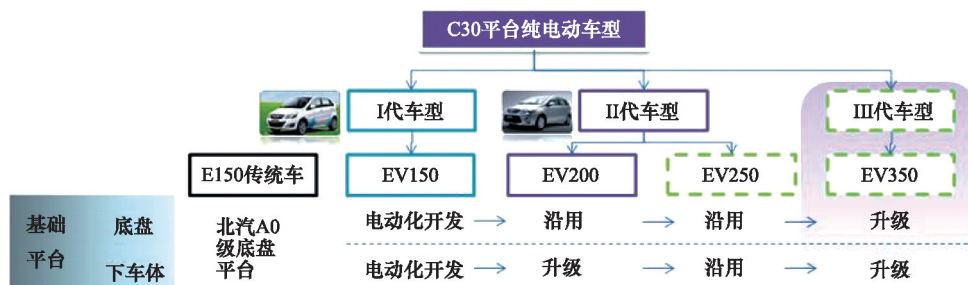 C30平台纯电动车型
I代车型
II代车型
III代车型
E150传统车
EV150
EV200
EV250
EV350
基础
平台
底盘
下车体
北汽A0
级底盘
平台
电动化开发
沿用
沿用
升级
电动化开发
升级
沿用
升级